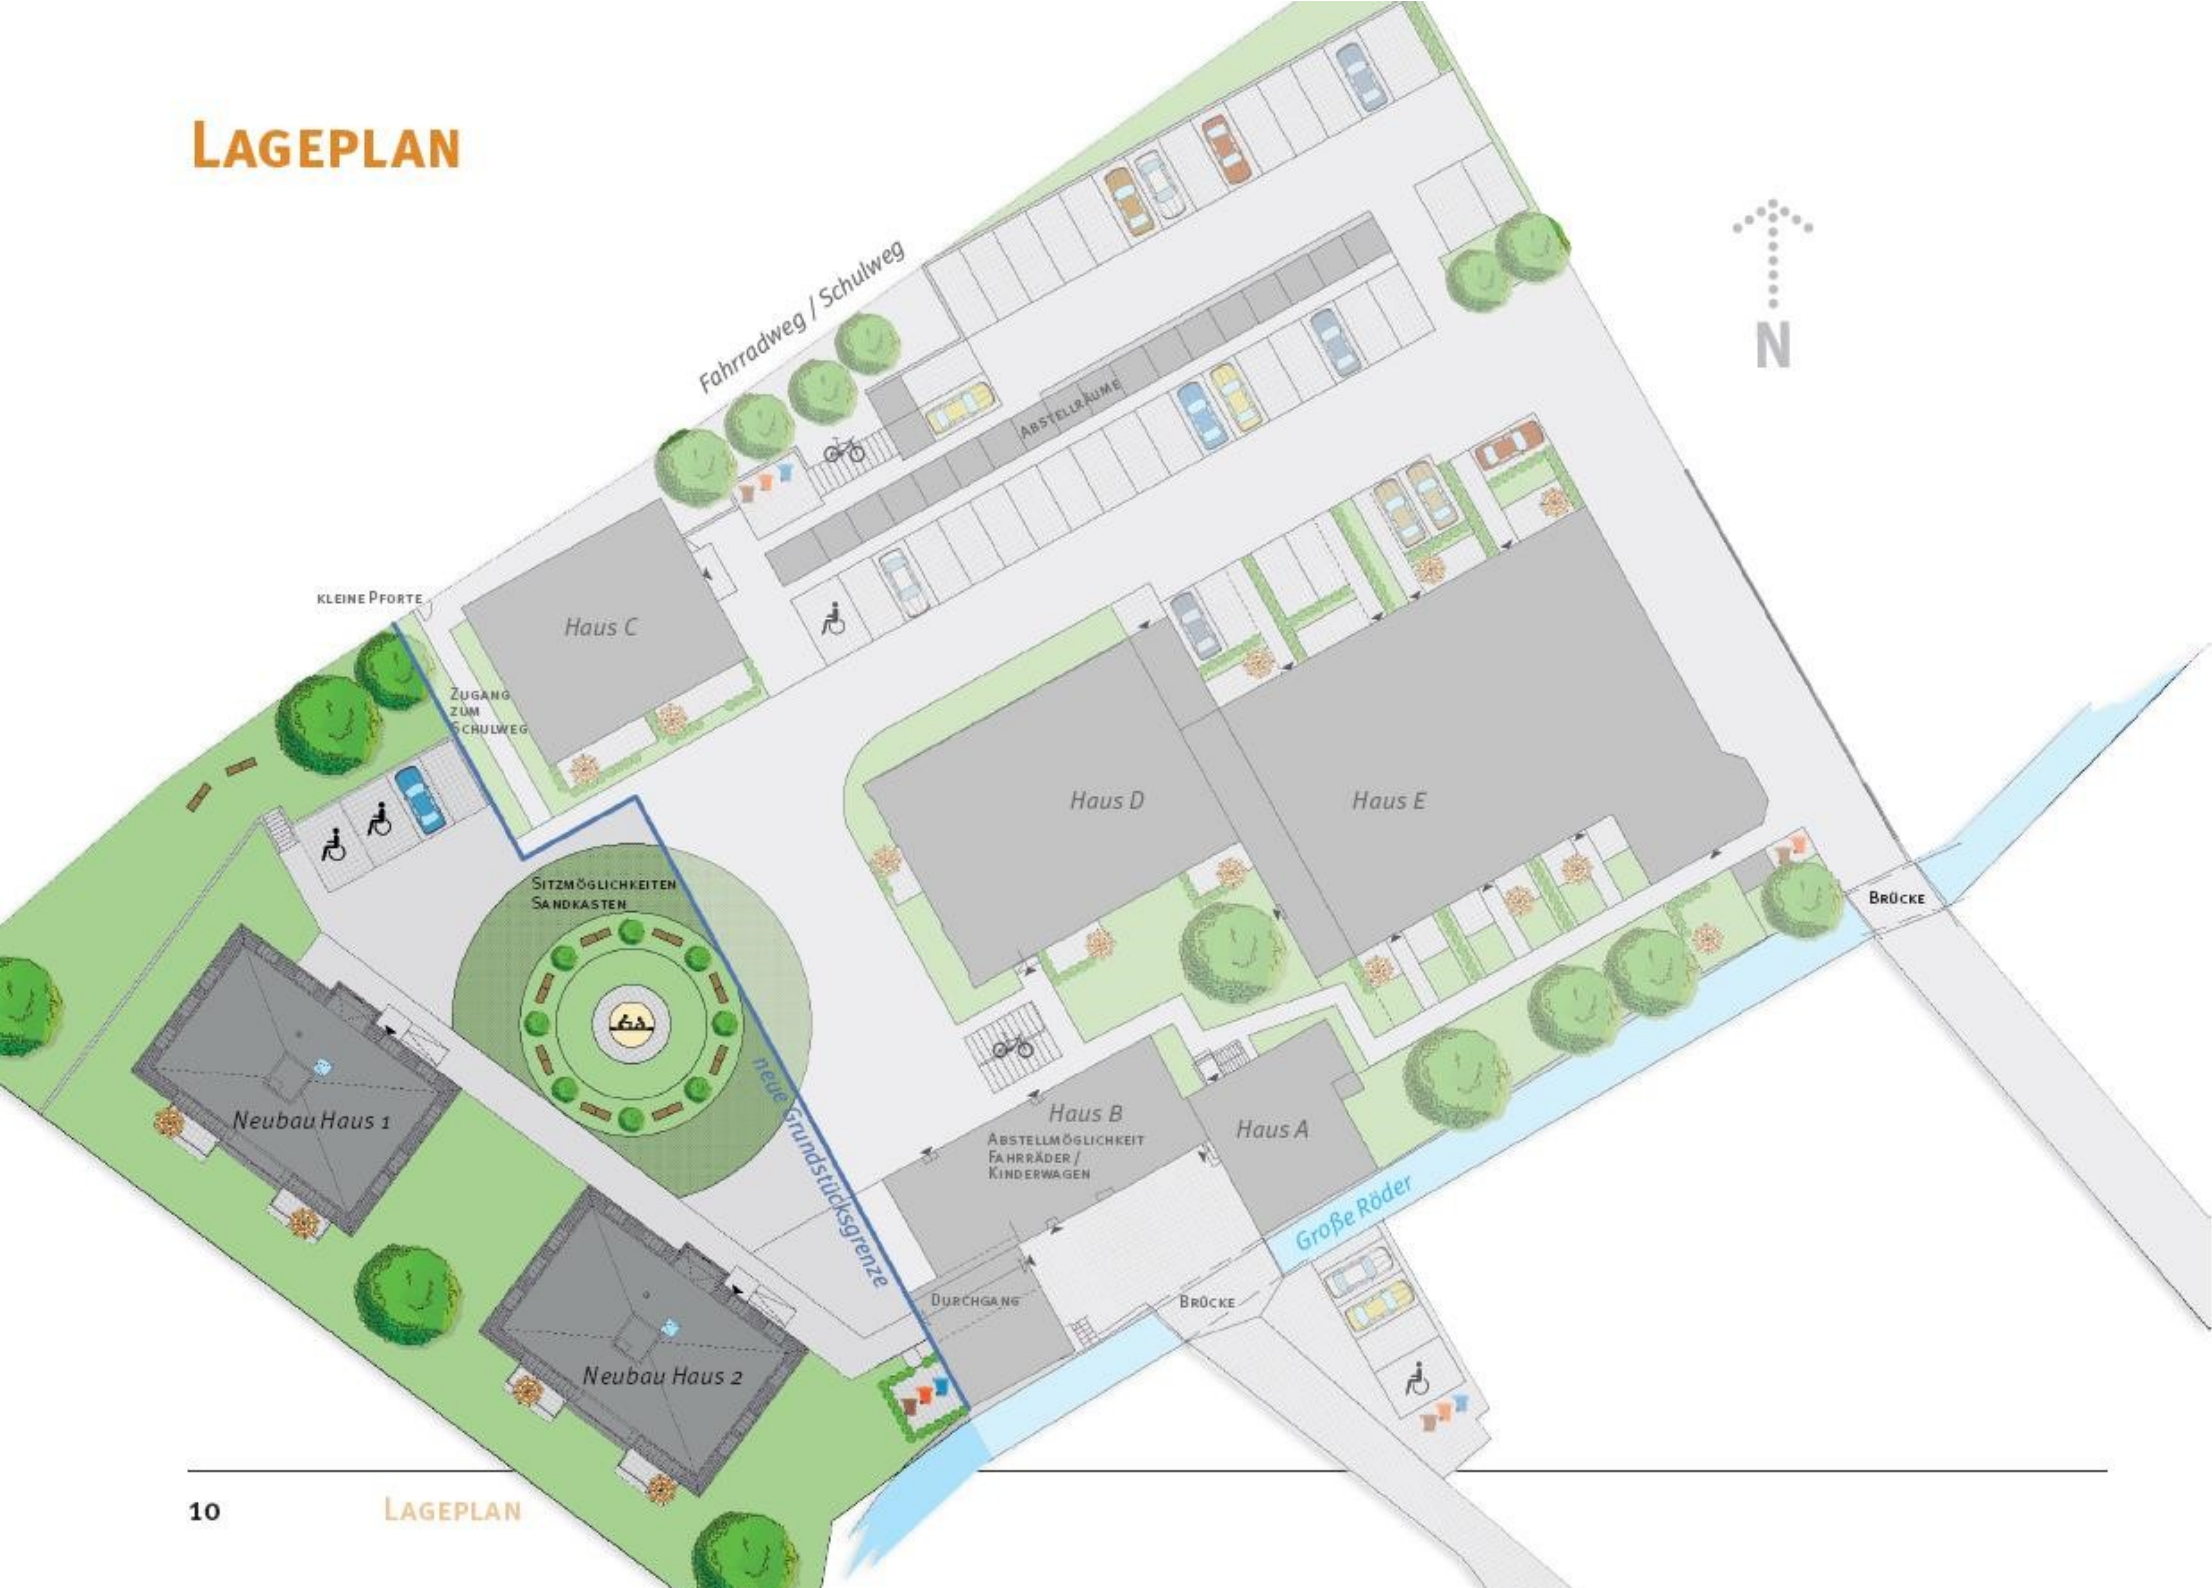 LAGEPLAN
Fahrradweg / Schulweg
N
ABSTELLRÄUME
KLEINE PFORTE
Haus C
ZUGANG
ZUM
SCHULWEG
Haus D
Haus E
SITZMÖGLICHKEITEN
SANDKASTEN
BRÜCKE
neue Grundstücksgrenze
Neubau Haus 1
Haus B
ABSTELLMÖGLICHKEIT
FAHRRÄDER /
KINDERWAGEN
Haus A
Große Röder
DURCHGANG
BRÜCKE
Neubau Haus 2
10 LAGEPLAN